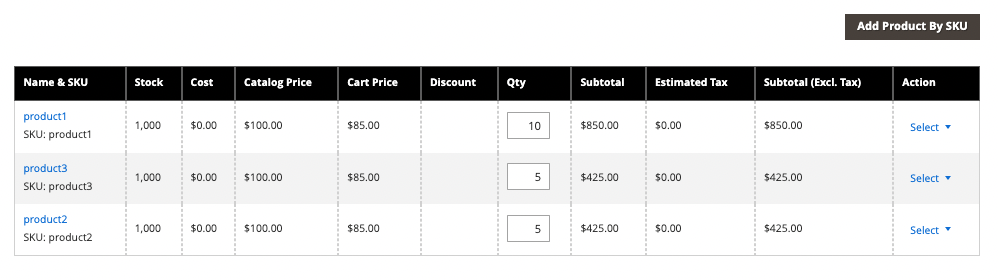 Add Product By SKU
Name & SKU Stock Cost Catalog Price Cart Price Discount Qty Subtotal Estimated Tax Subtotal (Excl. Tax) Action
product1
SKU: product1 1,000 $0.00 $100.00 $85.00 10 $850.00 $0.00 $850.00 Select
product3
SKU: product3 1,000 $0.00 $100.00 $85.00 5 $425.00 $0.00 $425.00 Select
product2
SKU: product2 1,000 $0.00 $100.00 $85.00 5 $425.00 $0.00 $425.00 Select